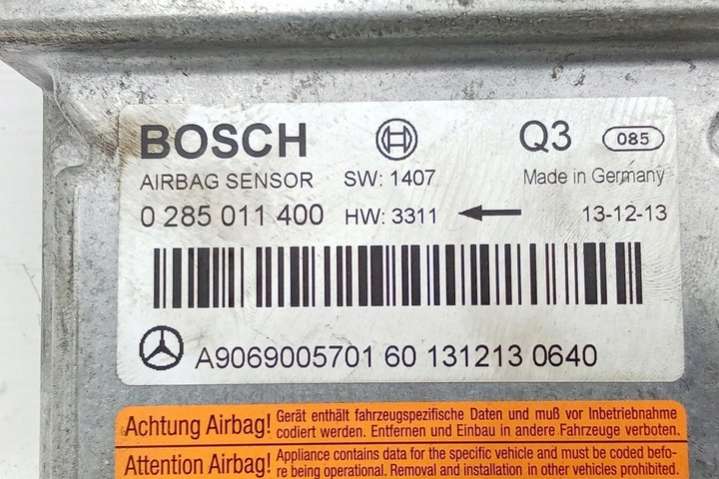 BOSCH Q3 085
AIRBAG SENSOR SW: 1407 Made in Germany
0 285 011 400 HW: 3311 13-12-13
A9069005701 60 131213 0640
Achtung Airbag! Gerät enthält fahrzeugspezifische Daten und muß vor Inbetriebnahme
codiert werden. Entfernen und Einbau in andere Fahrzeuge verboten.
Attention Airbag! Appliance contains data for the specific vehicle and must be coded befo-
re being operational. Removal and installation in other vehicles prohibited.